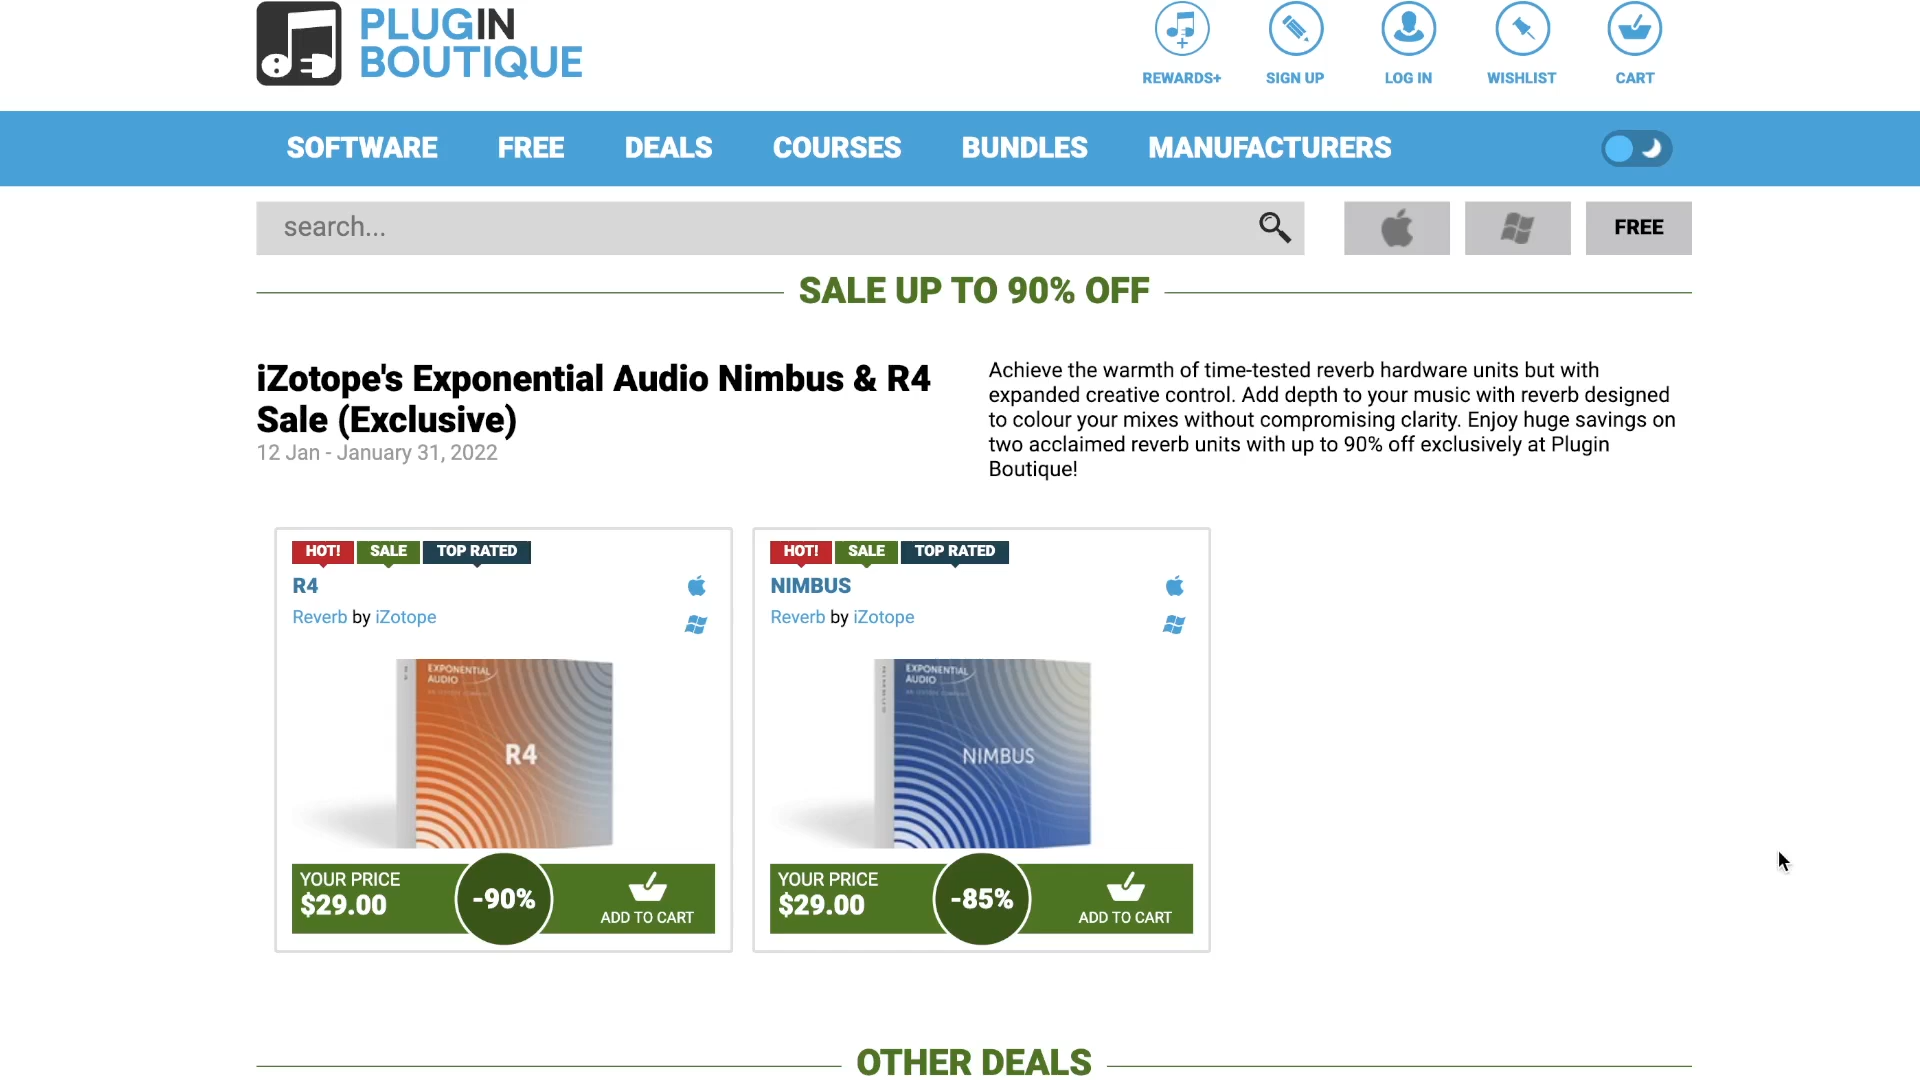 PLUGIN
BOUTIQUE
REWARDS+
SIGN UP
LOG IN
WISHLIST
CART
SOFTWARE
FREE
DEALS
COURSES
BUNDLES
MANUFACTURERS
search...
FREE
SALE UP TO 90% OFF
iZotope's Exponential Audio Nimbus & R4
Sale (Exclusive)
12 Jan - January 31, 2022
Achieve the warmth of time-tested reverb hardware units but with
expanded creative control. Add depth to your music with reverb designed
to colour your mixes without compromising clarity. Enjoy huge savings on
two acclaimed reverb units with up to 90% off exclusively at Plugin
Boutique!
HOT!
SALE
TOP RATED
R4
Reverb by iZotope
EXPONENTIAL
AUDIO
R4
YOUR PRICE
$29.00
-90%
ADD TO CART
HOT!
SALE
TOP RATED
NIMBUS
Reverb by iZotope
EXPONENTIAL
AUDIO
NIMBUS
YOUR PRICE
$29.00
-85%
ADD TO CART
OTHER DEALS